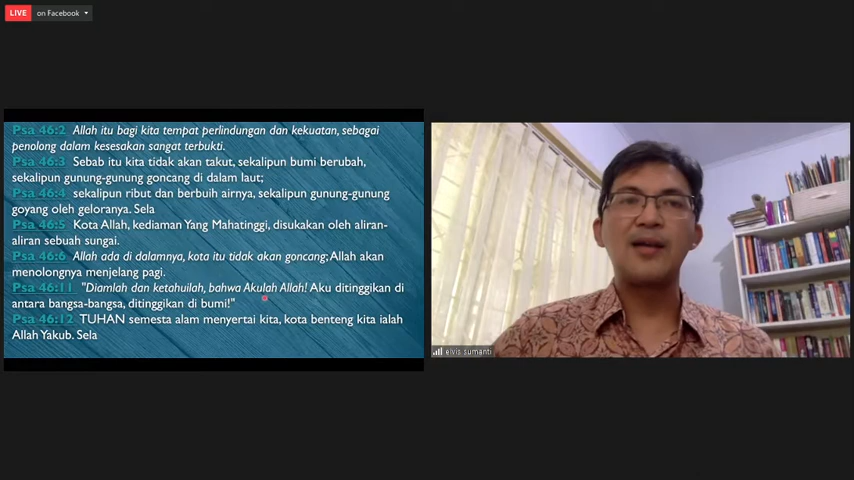 LIVE on Facebook
Psa 46:2 Allah itu bagi kita tempat perlindungan dan kekuatan, sebagai
penolong dalam kesesakan sangat terbukti.
Psa 46:3 Sebab itu kita tidak akan takut, sekalipun bumi berubah,
sekalipun gunung-gunung goncang di dalam laut;
Psa 46:4 sekalipun ribut dan berbuih airnya, sekalipun gunung-gunung
goyang oleh geloranya. Sela
Psa 46:5 Kota Allah, kediaman Yang Mahatinggi, disukakan oleh aliran-
aliran sebuah sungai.
Psa 46:6 Allah ada di dalamnya, kota itu tidak akan goncang; Allah akan
menolongnya menjelang pagi.
Psa 46:11 "Diamlah dan ketahuilah, bahwa Akulah Allah! Aku ditinggikan di
antara bangsa-bangsa, ditinggikan di bumi!"
Psa 46:12 TUHAN semesta alam menyertai kita, kota benteng kita ialah
Allah Yakub. Sela
elvis sumanti